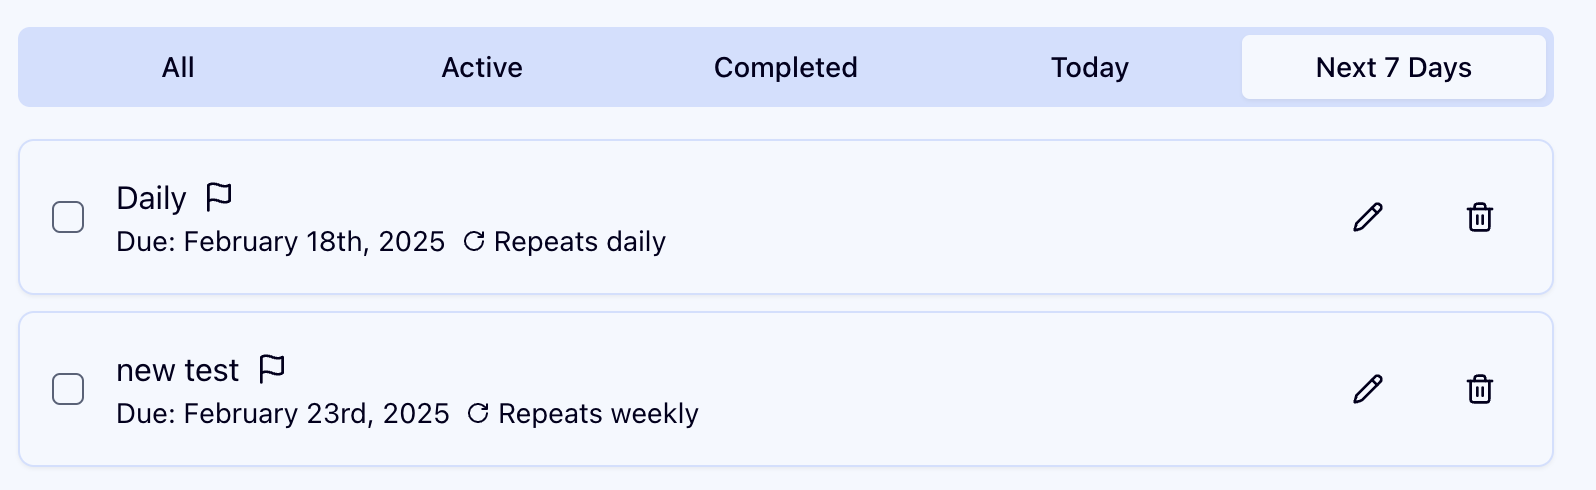 All Active Completed Today Next 7 Days
Daily
Due: February 18th, 2025 Repeats daily
new test
Due: February 23rd, 2025 Repeats weekly